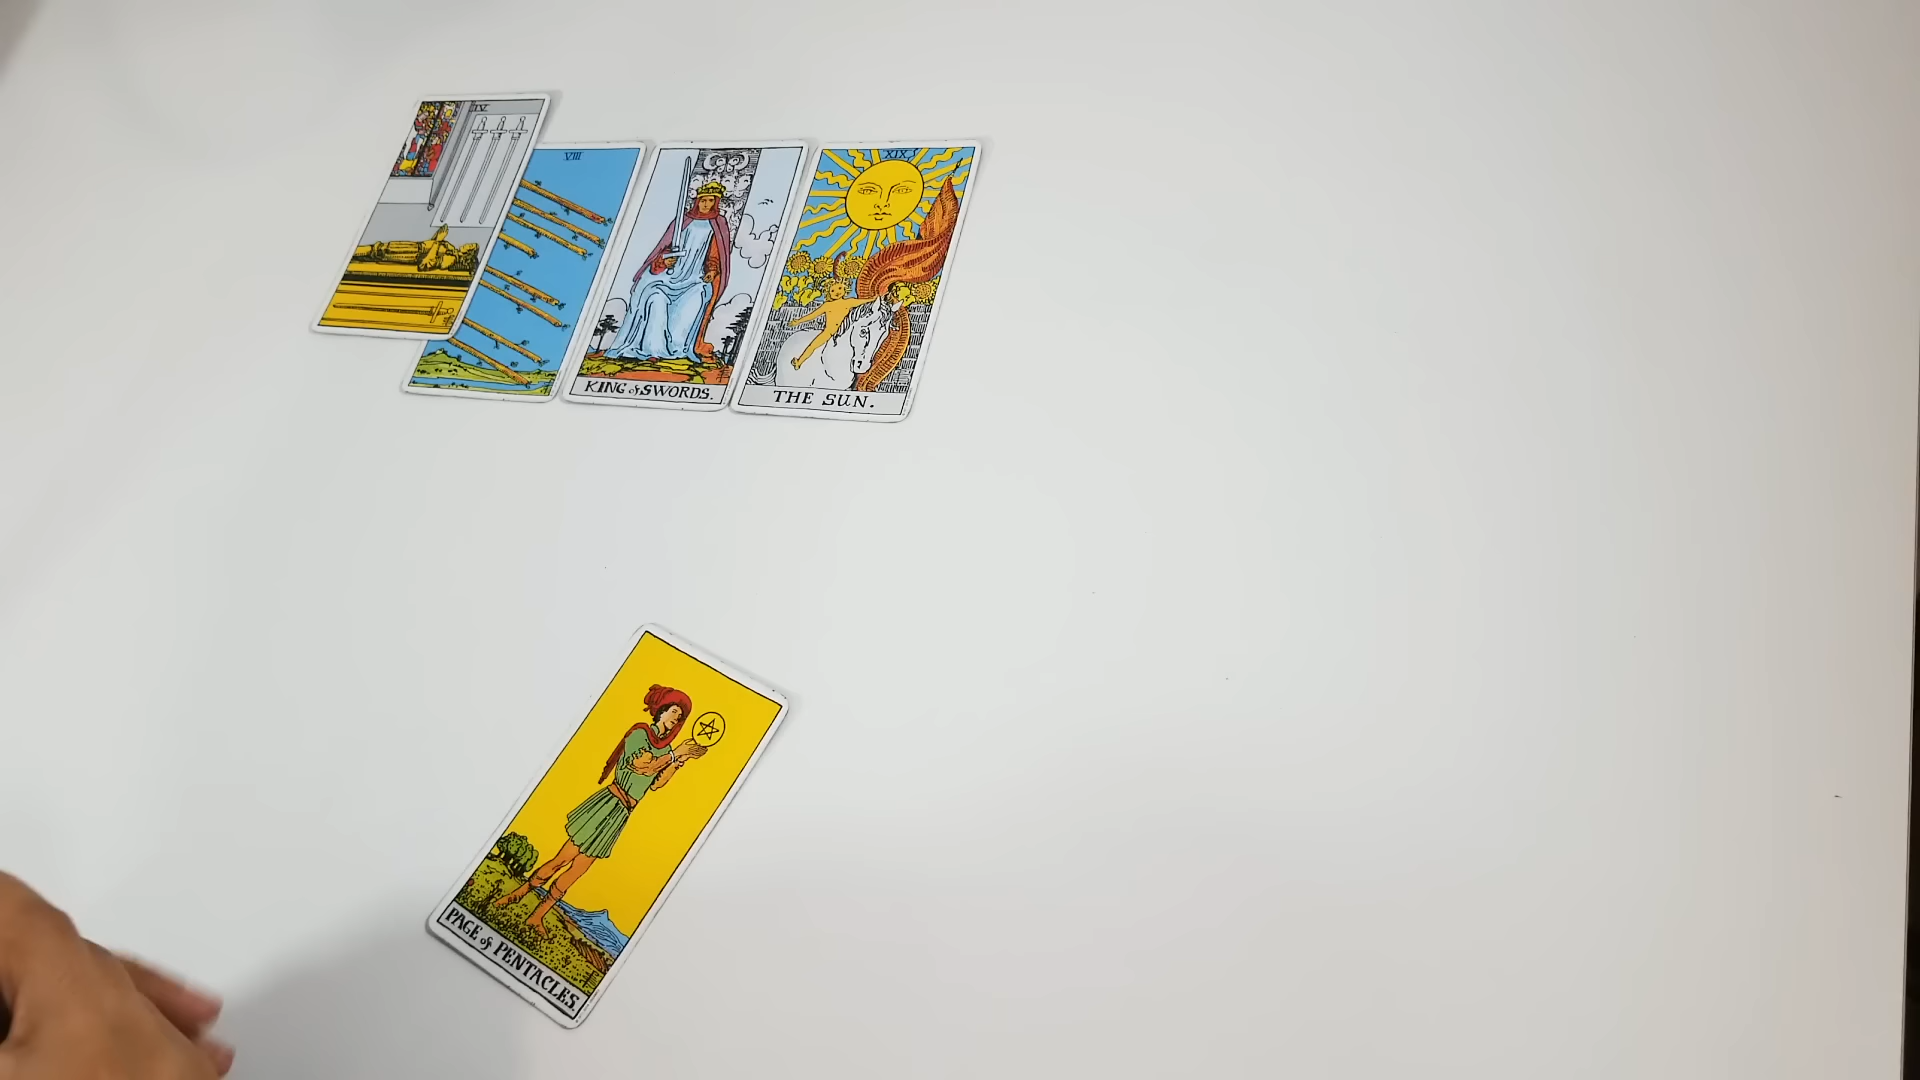 IV
VIII
XIX
KING of SWORDS.
THE SUN.
PAGE of PENTACLES.